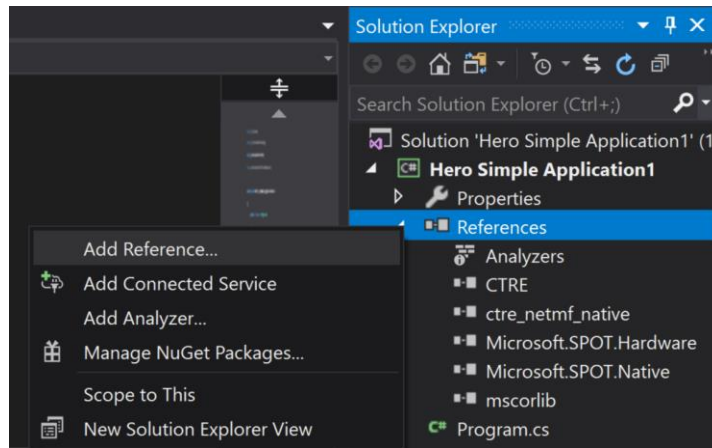 Solution Explorer
Search Solution Explorer (Ctrl+;)
Solution 'Hero Simple Application1' (1
C# Hero Simple Application1
Properties
References
Analyzers
CTRE
ctre_netmf_native
Microsoft.SPOT.Hardware
Microsoft.SPOT.Native
mscorlib
C# Program.cs
Add Reference...
Add Connected Service
Add Analyzer...
Manage NuGet Packages...
Scope to This
New Solution Explorer View